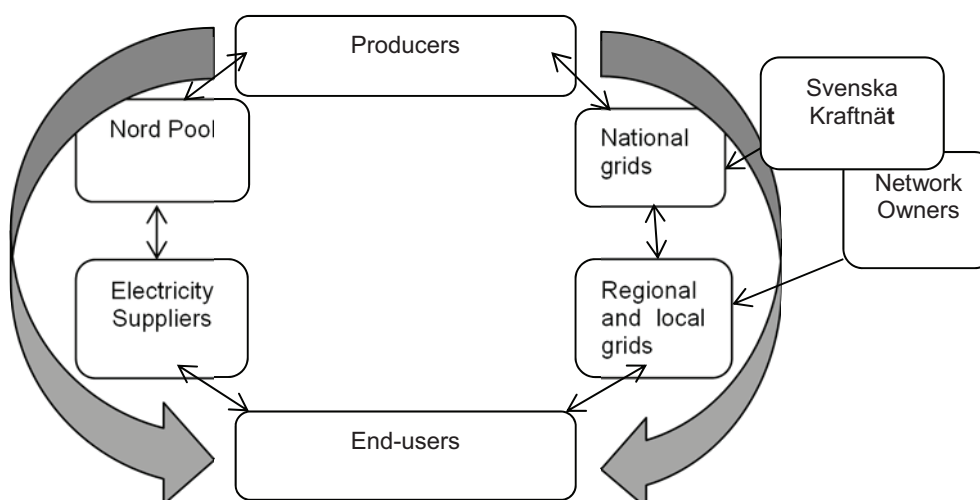 Producers
Svenska
Kraftnät
Nord Pool
National
grids
Network
Owners
Electricity
Suppliers
Regional
and local
grids
End-users